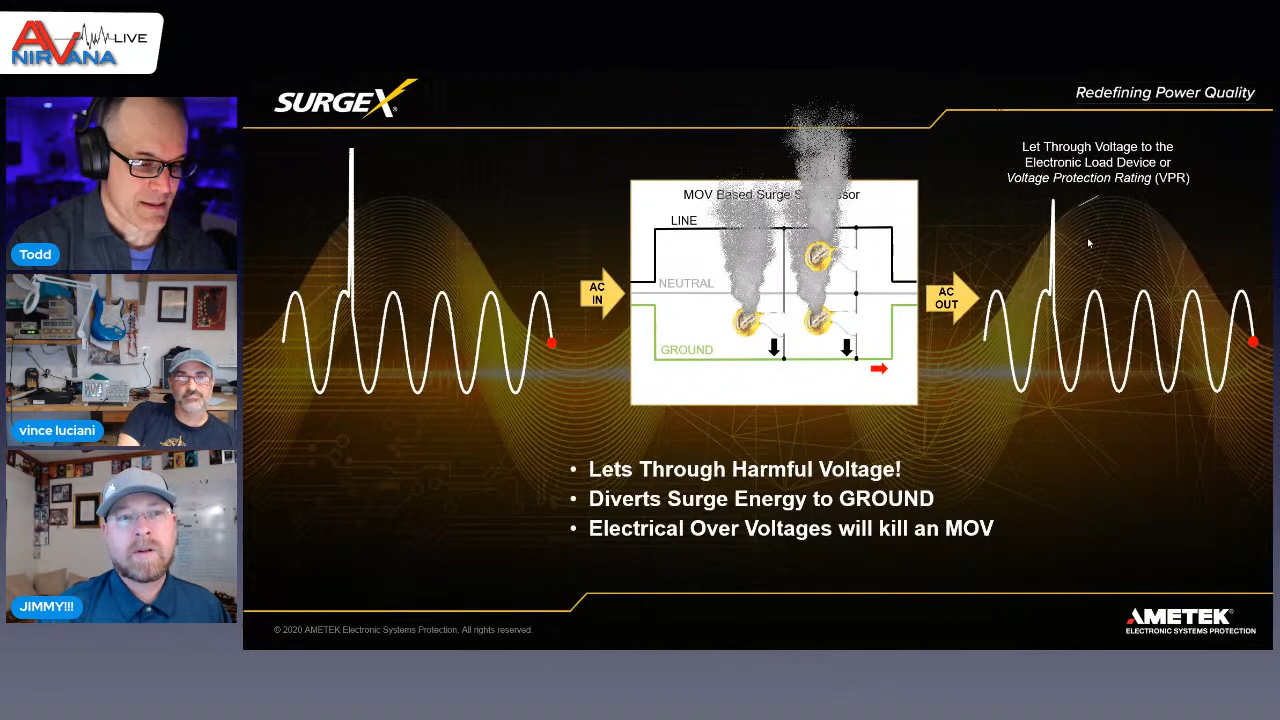 AV NIRVANA LIVE
Todd
vince luciani
JIMMY!!!
SURGEX®
Redefining Power Quality
Let Through Voltage to the
Electronic Load Device or
Voltage Protection Rating (VPR)
AC
IN
MOV Based Surge
LINE
NEUTRAL
GROUND
AC
OUT
• Lets Through Harmful Voltage!
• Diverts Surge Energy to GROUND
• Electrical Over Voltages will kill an MOV
© 2020 AMETEK Electronic Systems Protection. All rights reserved.
AMETEK®
ELECTRONIC SYSTEMS PROTECTION